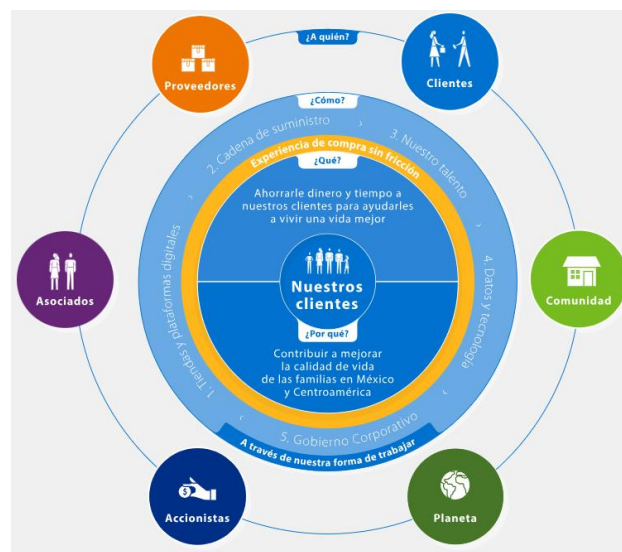 ¿A quién?
Proveedores
Clientes
¿Cómo?
2. Cadena de suministro
›
3. Nuestro talento
›
Experiencia de compra sin fricción
¿Qué?
Ahorrarle dinero y tiempo a
nuestros clientes para ayudarles
a vivir una vida mejor
›
1. Tiendas y plataformas digitales
4. Datos y tecnología
Asociados
Comunidad
Nuestros
clientes
¿Por qué?
Contribuir a mejorar
la calidad de vida
de las familias en México
y Centroamérica
›
5. Gobierno Corporativo
›
A través de nuestra forma de trabajar
$
Accionistas
Planeta